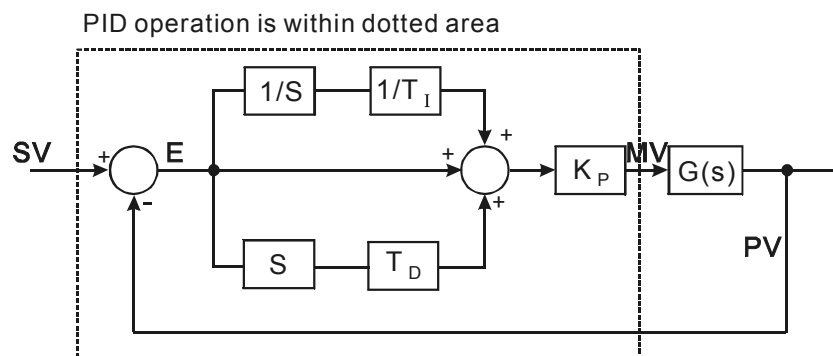 PID operation is within dotted area
1/S
1/T I
+
SV
+
E
+
MV
K P
G(s)
-
+
PV
S
T D